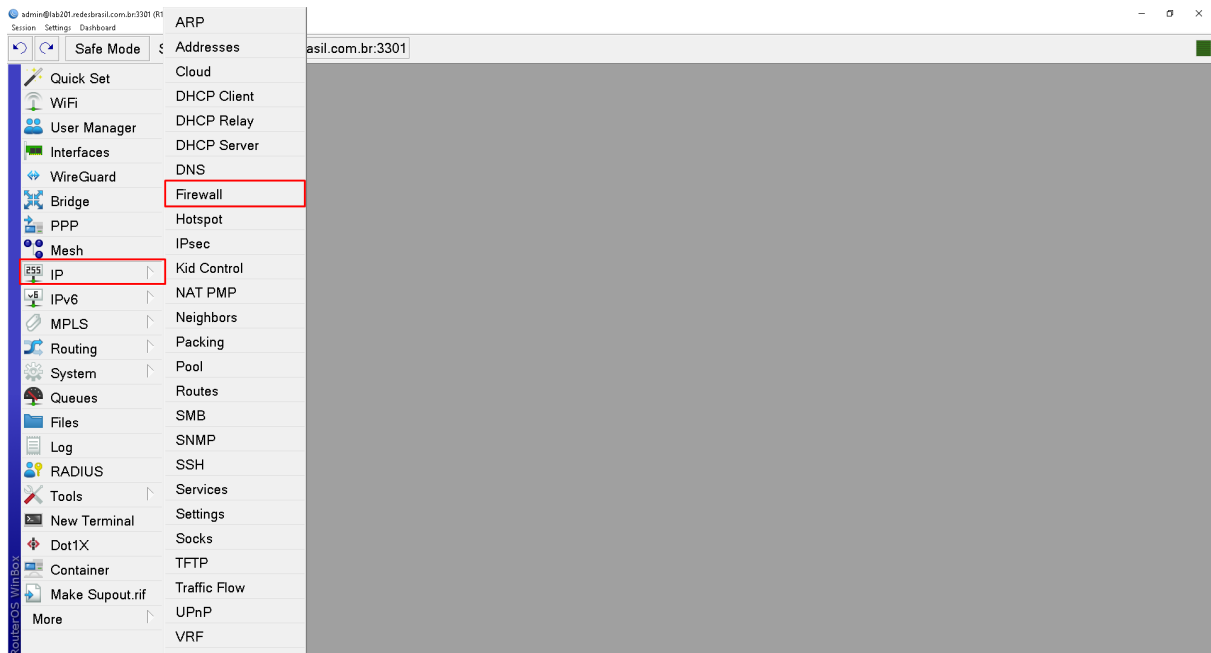 admin@lab201.redesbrasil.com.br:3301 (R1
Session Settings Dashboard
Safe Mode
asil.com.br:3301
Quick Set
WiFi
User Manager
Interfaces
WireGuard
Bridge
PPP
Mesh
255
IP
v6
IPv6
MPLS
Routing
System
Queues
Files
Log
RADIUS
Tools
New Terminal
Dot1X
Container
Make Supout.rif
More
RouterOS WinBox
ARP
Addresses
Cloud
DHCP Client
DHCP Relay
DHCP Server
DNS
Firewall
Hotspot
IPsec
Kid Control
NAT PMP
Neighbors
Packing
Pool
Routes
SMB
SNMP
SSH
Services
Settings
Socks
TFTP
Traffic Flow
UPnP
VRF